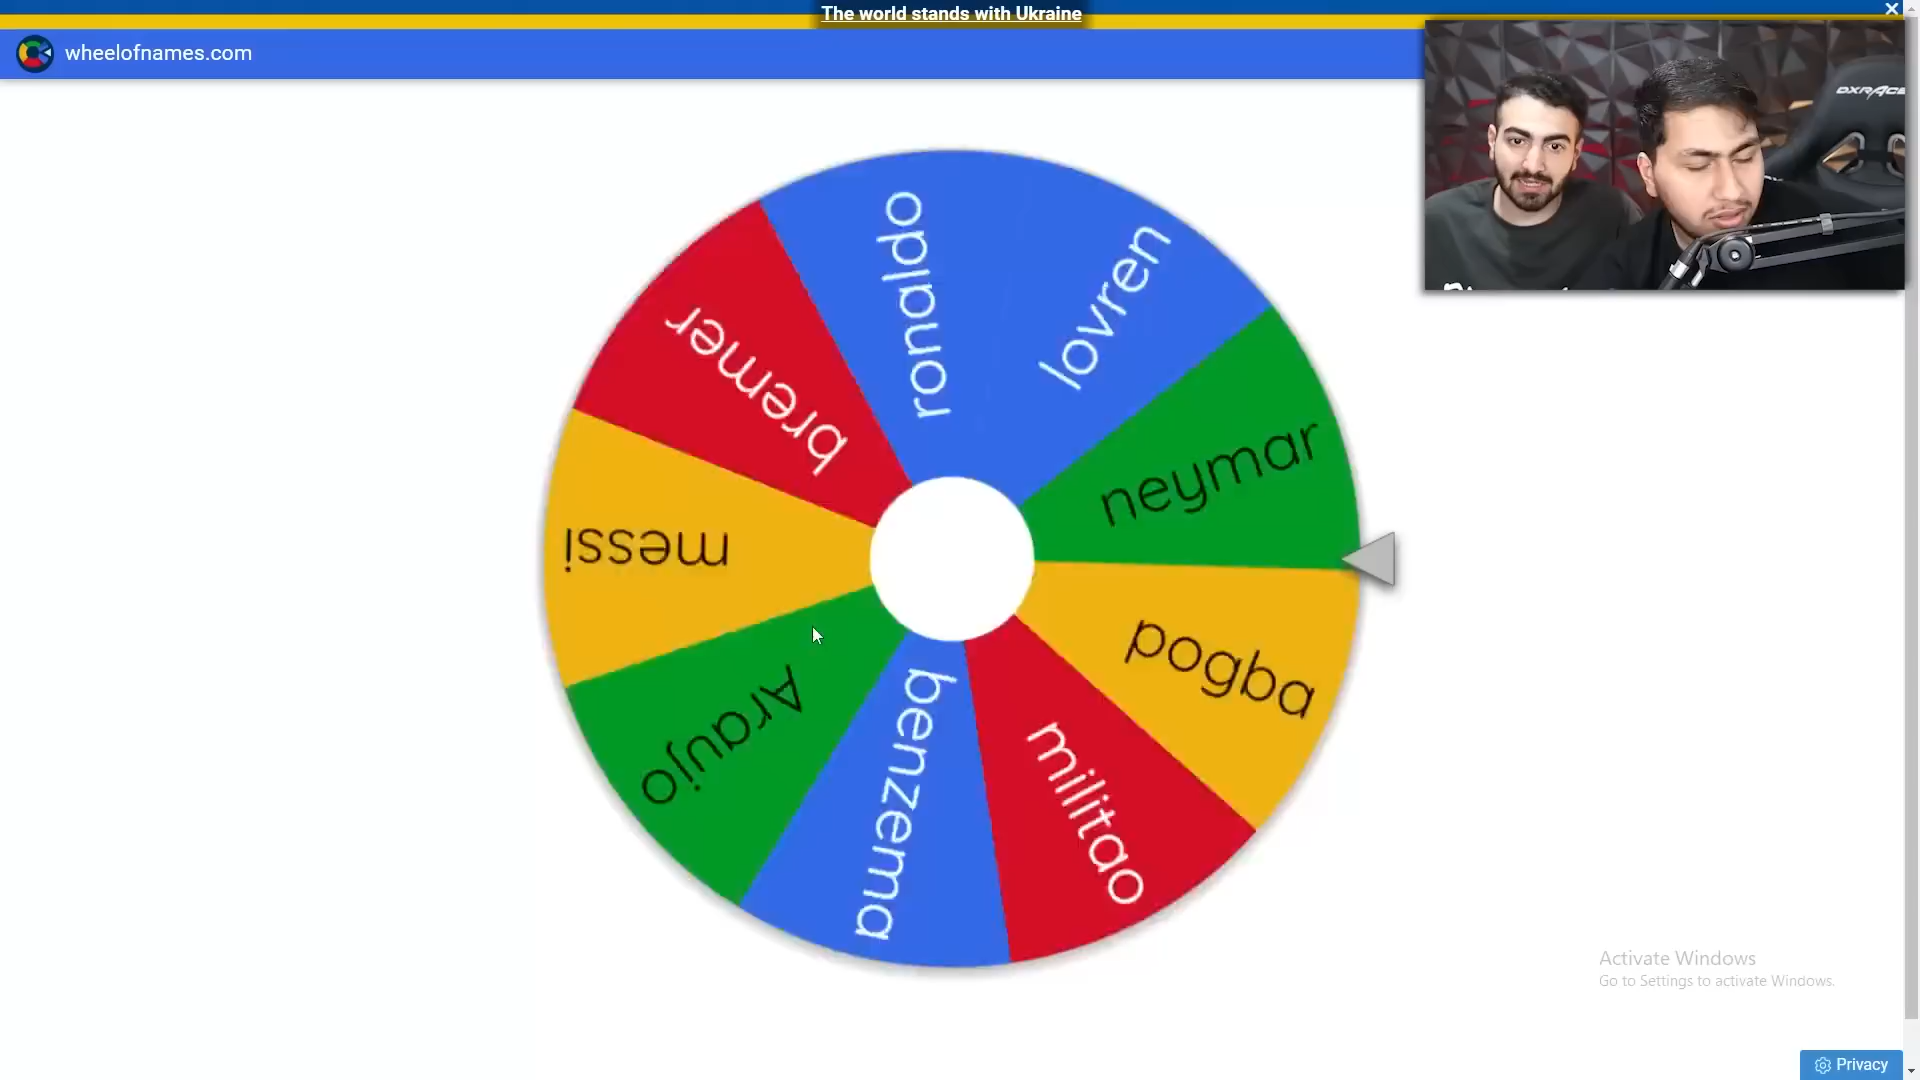 The world stands with Ukraine
wheelofnames.com
DXRACE
ronaldo
lovren
neymar
pogba
militao
benzema
Araujo
messi
bremer
Activate Windows
Go to Settings to activate Windows.
Privacy